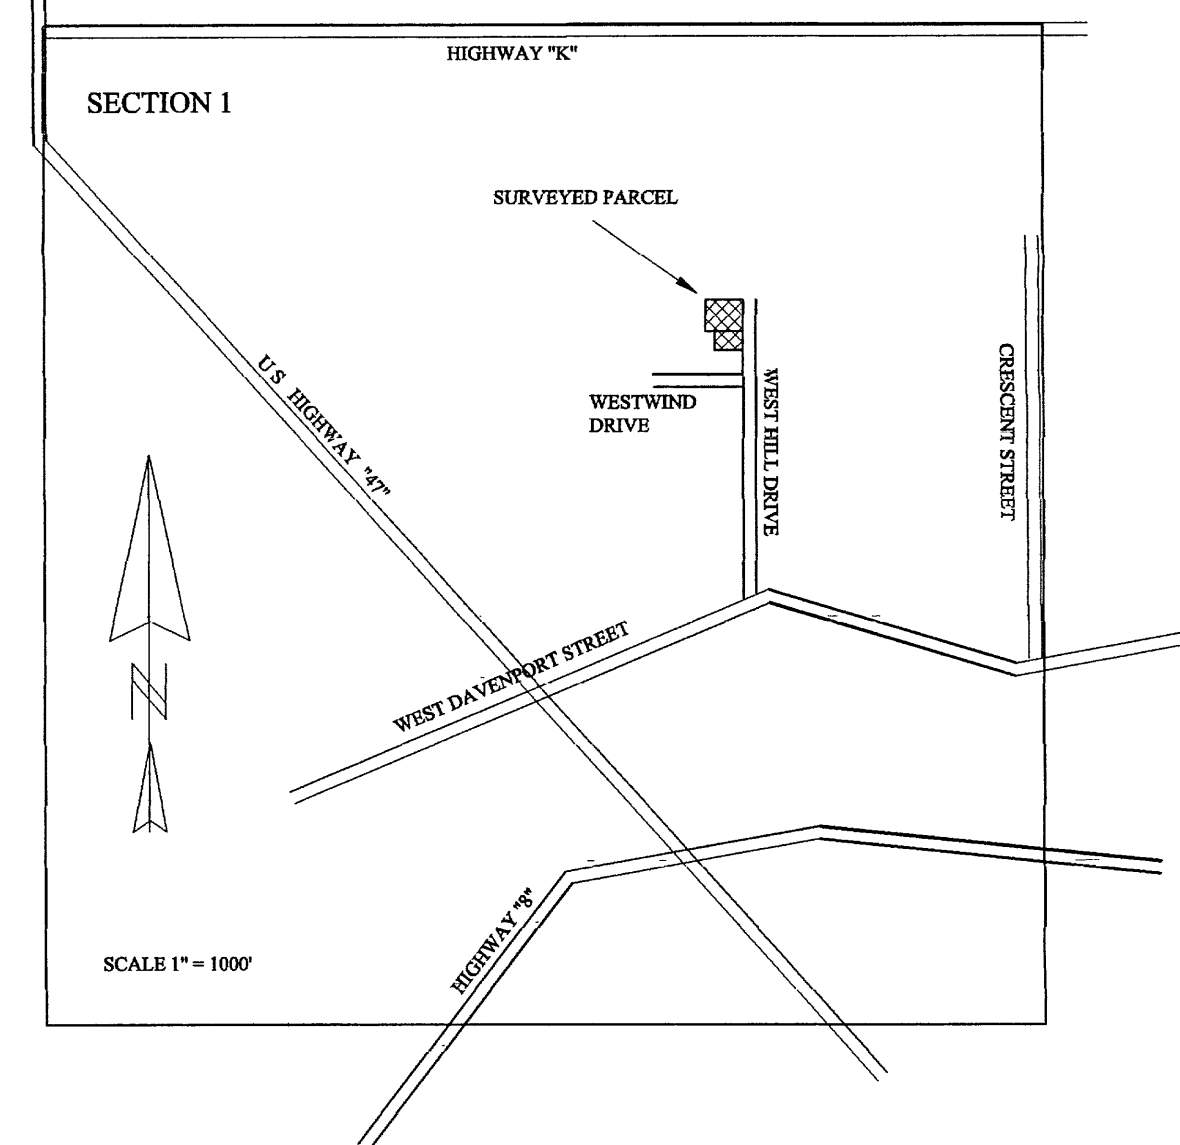 HIGHWAY "K"
SECTION 1
SURVEYED PARCEL
US HIGHWAY "47"
WESTWIND
DRIVE
WEST HILL DRIVE
CRESCENT STREET
WEST DAVENPORT STREET
N
HIGHWAY "8"
SCALE 1" = 1000'